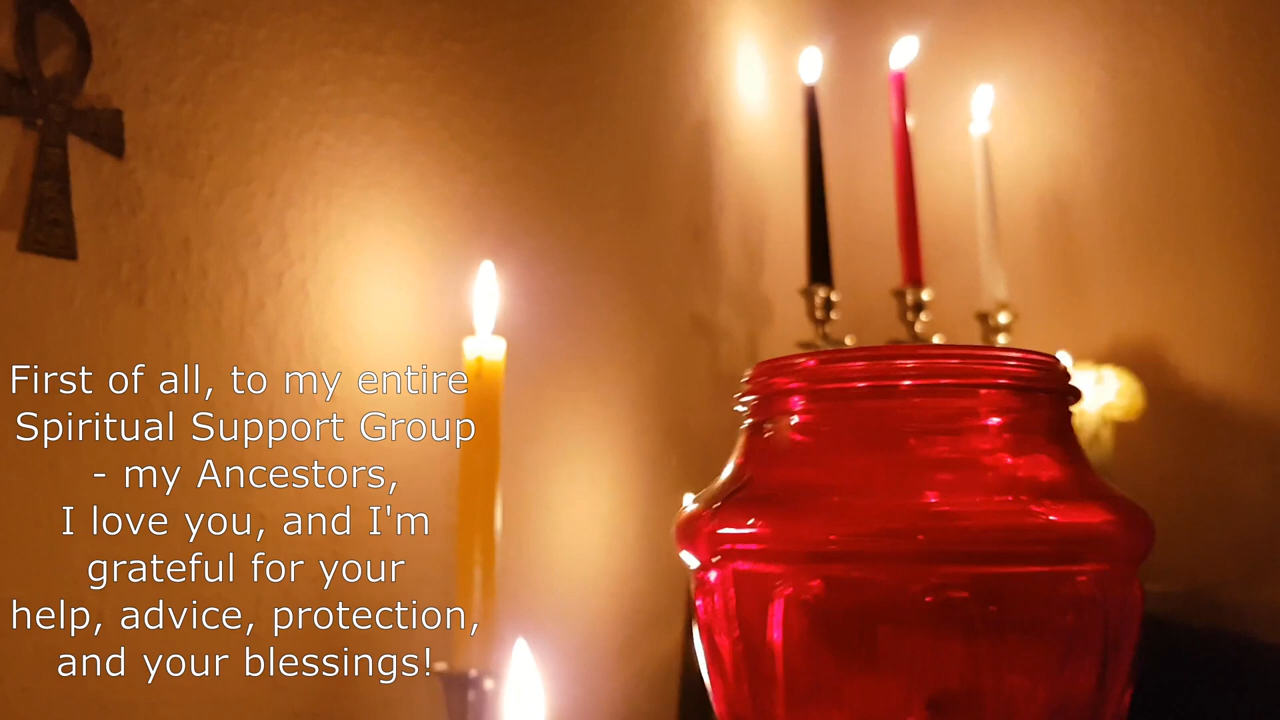 First of all, to my entire
Spiritual Support Group
- my Ancestors,
I love you, and I'm
grateful for your
help, advice, protection,
and your blessings!